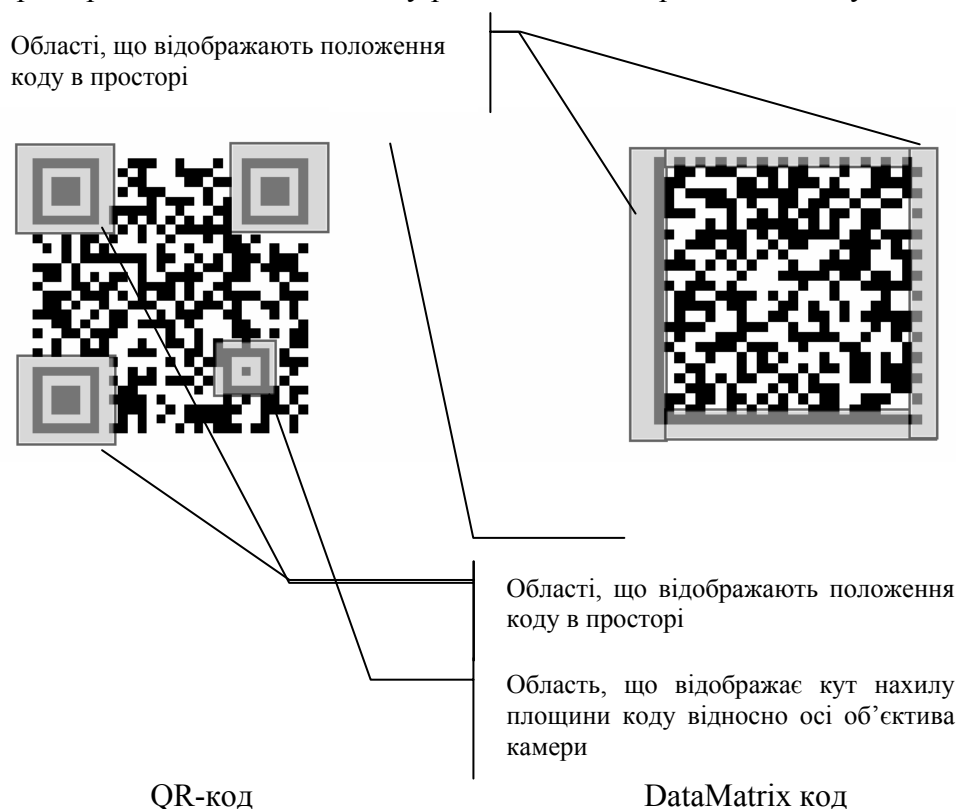 Області, що відображають положення
коду в просторі
Області, що відображають положення
коду в просторі
Область, що відображає кут нахилу
площини коду відносно осі об’єктива
камери
QR-код
DataMatrix код